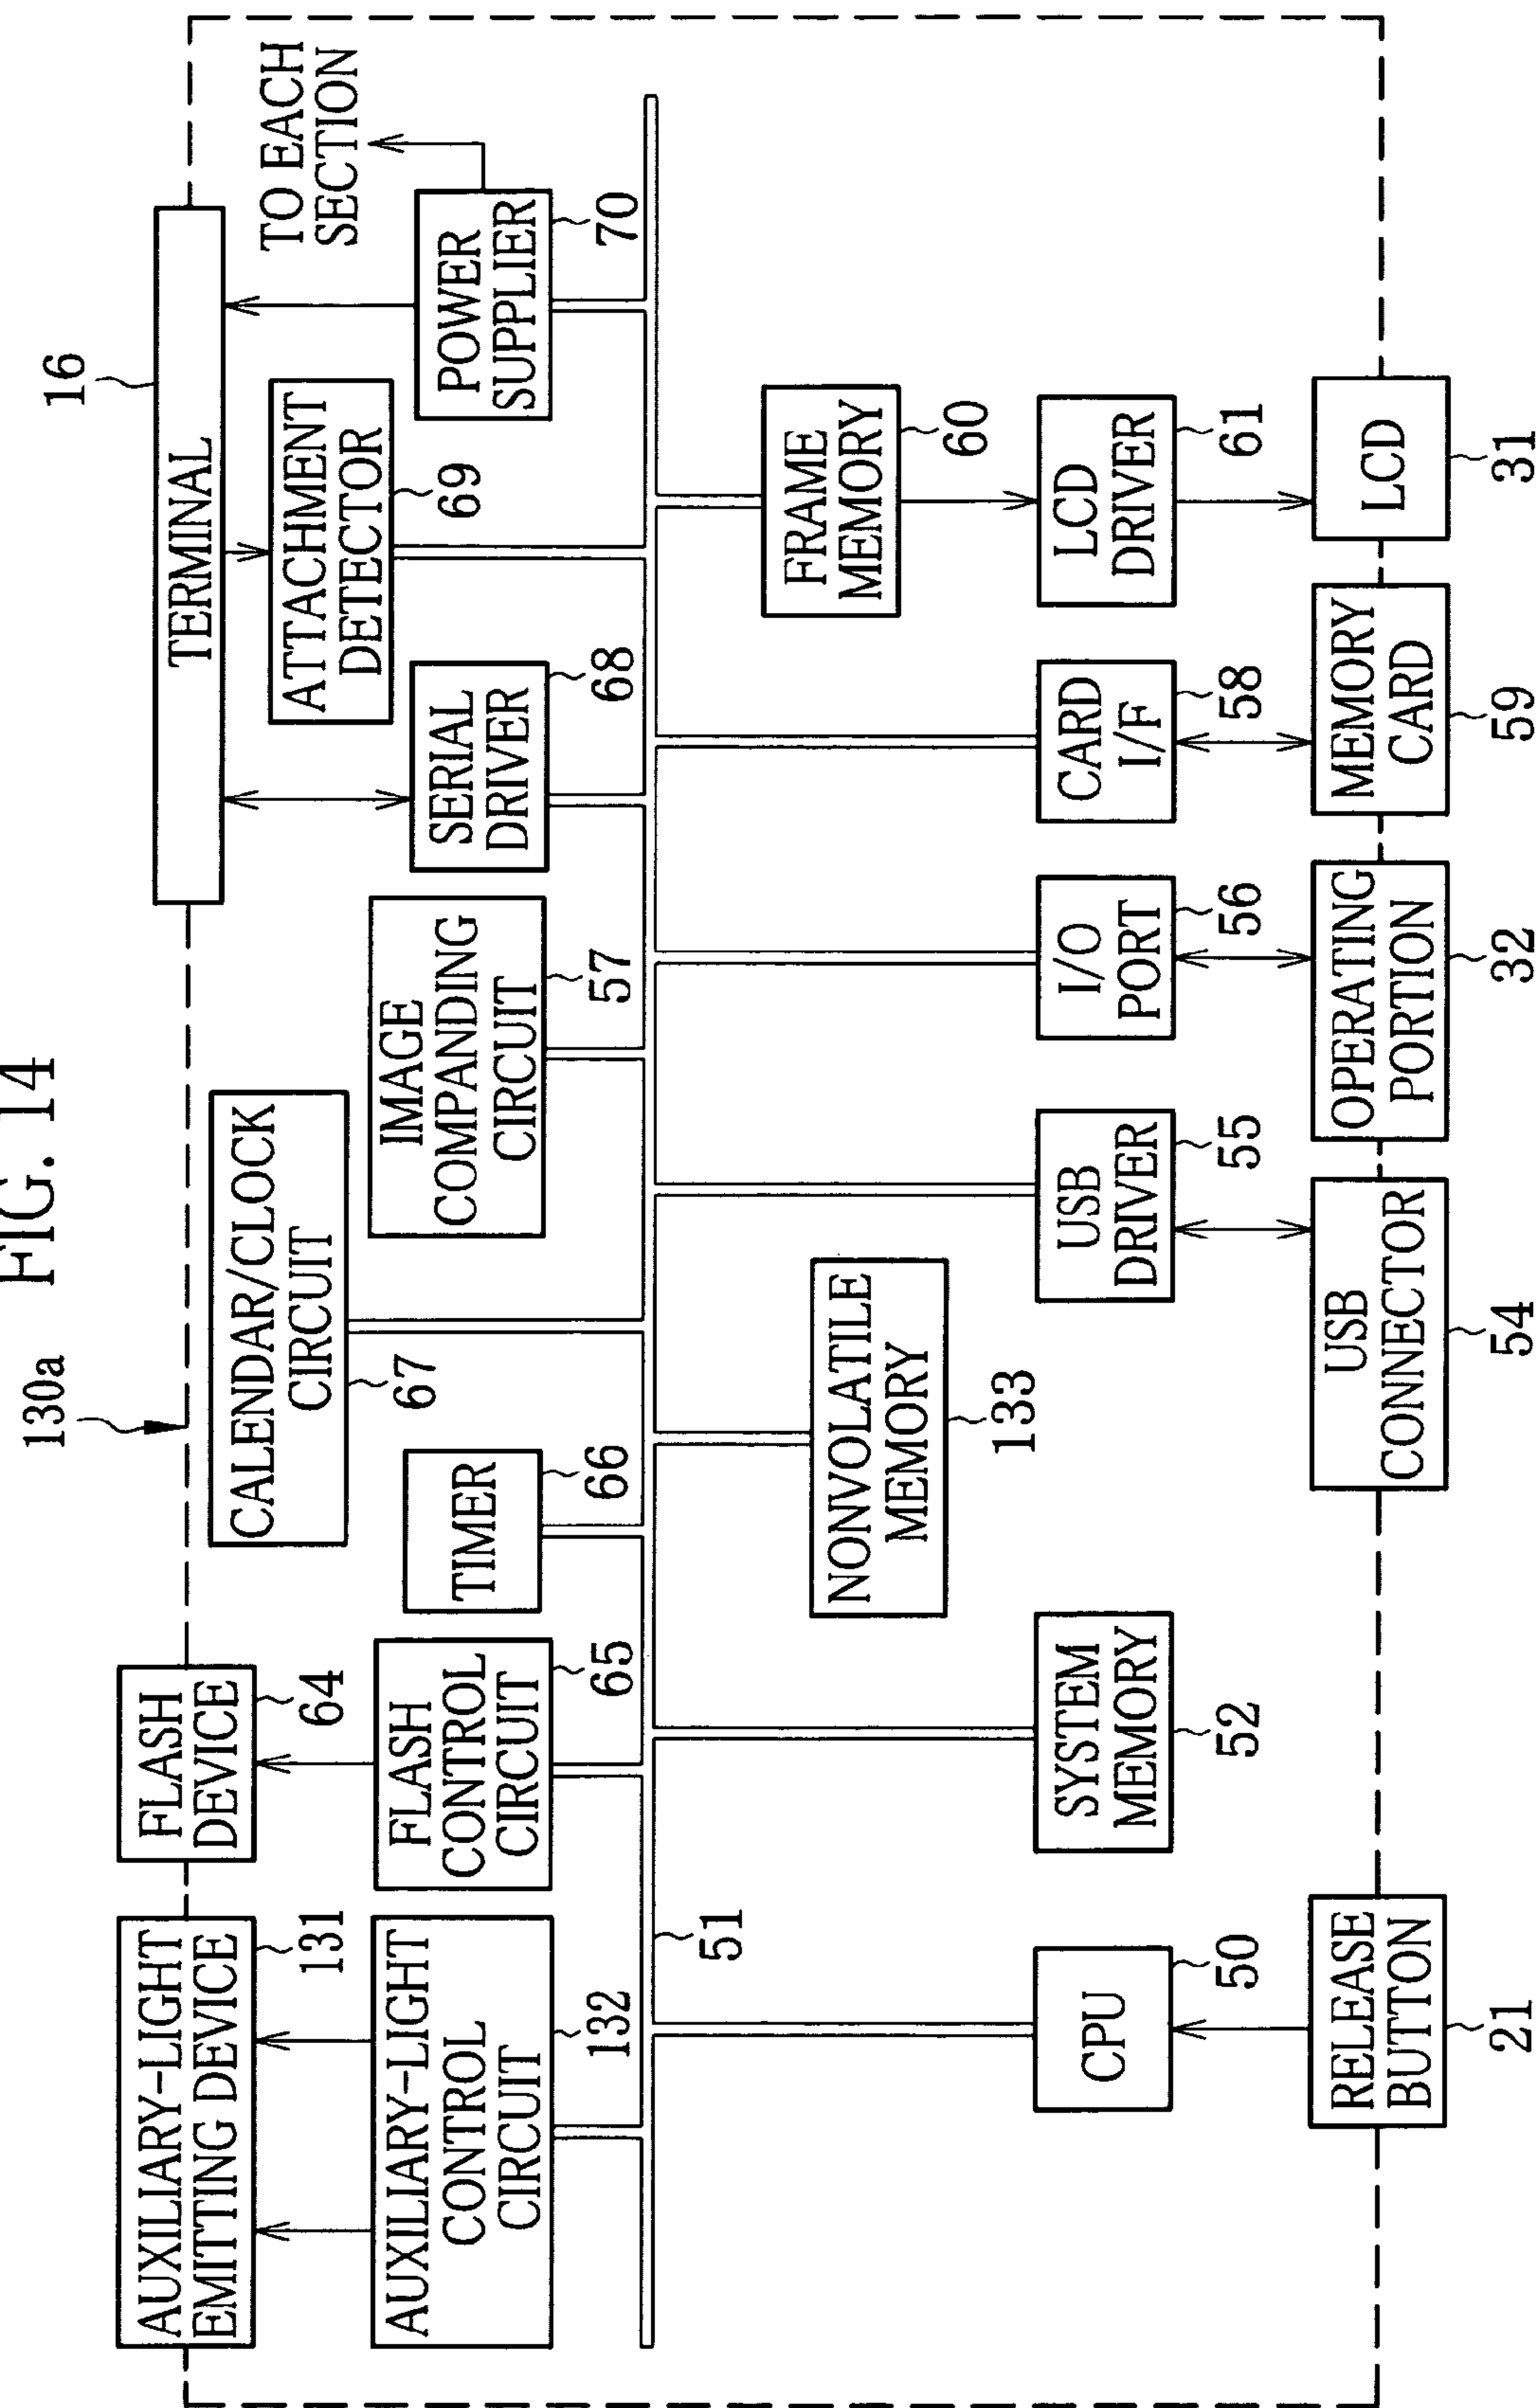 FIG. 14
130a
16
AUXILIARY-LIGHT
EMITTING DEVICE
131
FLASH
DEVICE
64
CALENDAR/CLOCK
CIRCUIT
67
TERMINAL
TO EACH
SECTION
AUXILIARY-LIGHT
CONTROL
CIRCUIT
132
FLASH
CONTROL
CIRCUIT
65
TIMER
66
IMAGE
COMPANDING
CIRCUIT
57
SERIAL
DRIVER
68
ATTACHMENT
DETECTOR
69
POWER
SUPPLIER
70
51
NONVOLATILE
MEMORY
133
FRAME
MEMORY
60
CPU
50
SYSTEM
MEMORY
52
USB
DRIVER
55
I/O
PORT
56
CARD
I/F
58
LCD
DRIVER
61
RELEASE
BUTTON
21
USB
CONNECTOR
54
OPERATING
PORTION
32
MEMORY
CARD
59
LCD
31